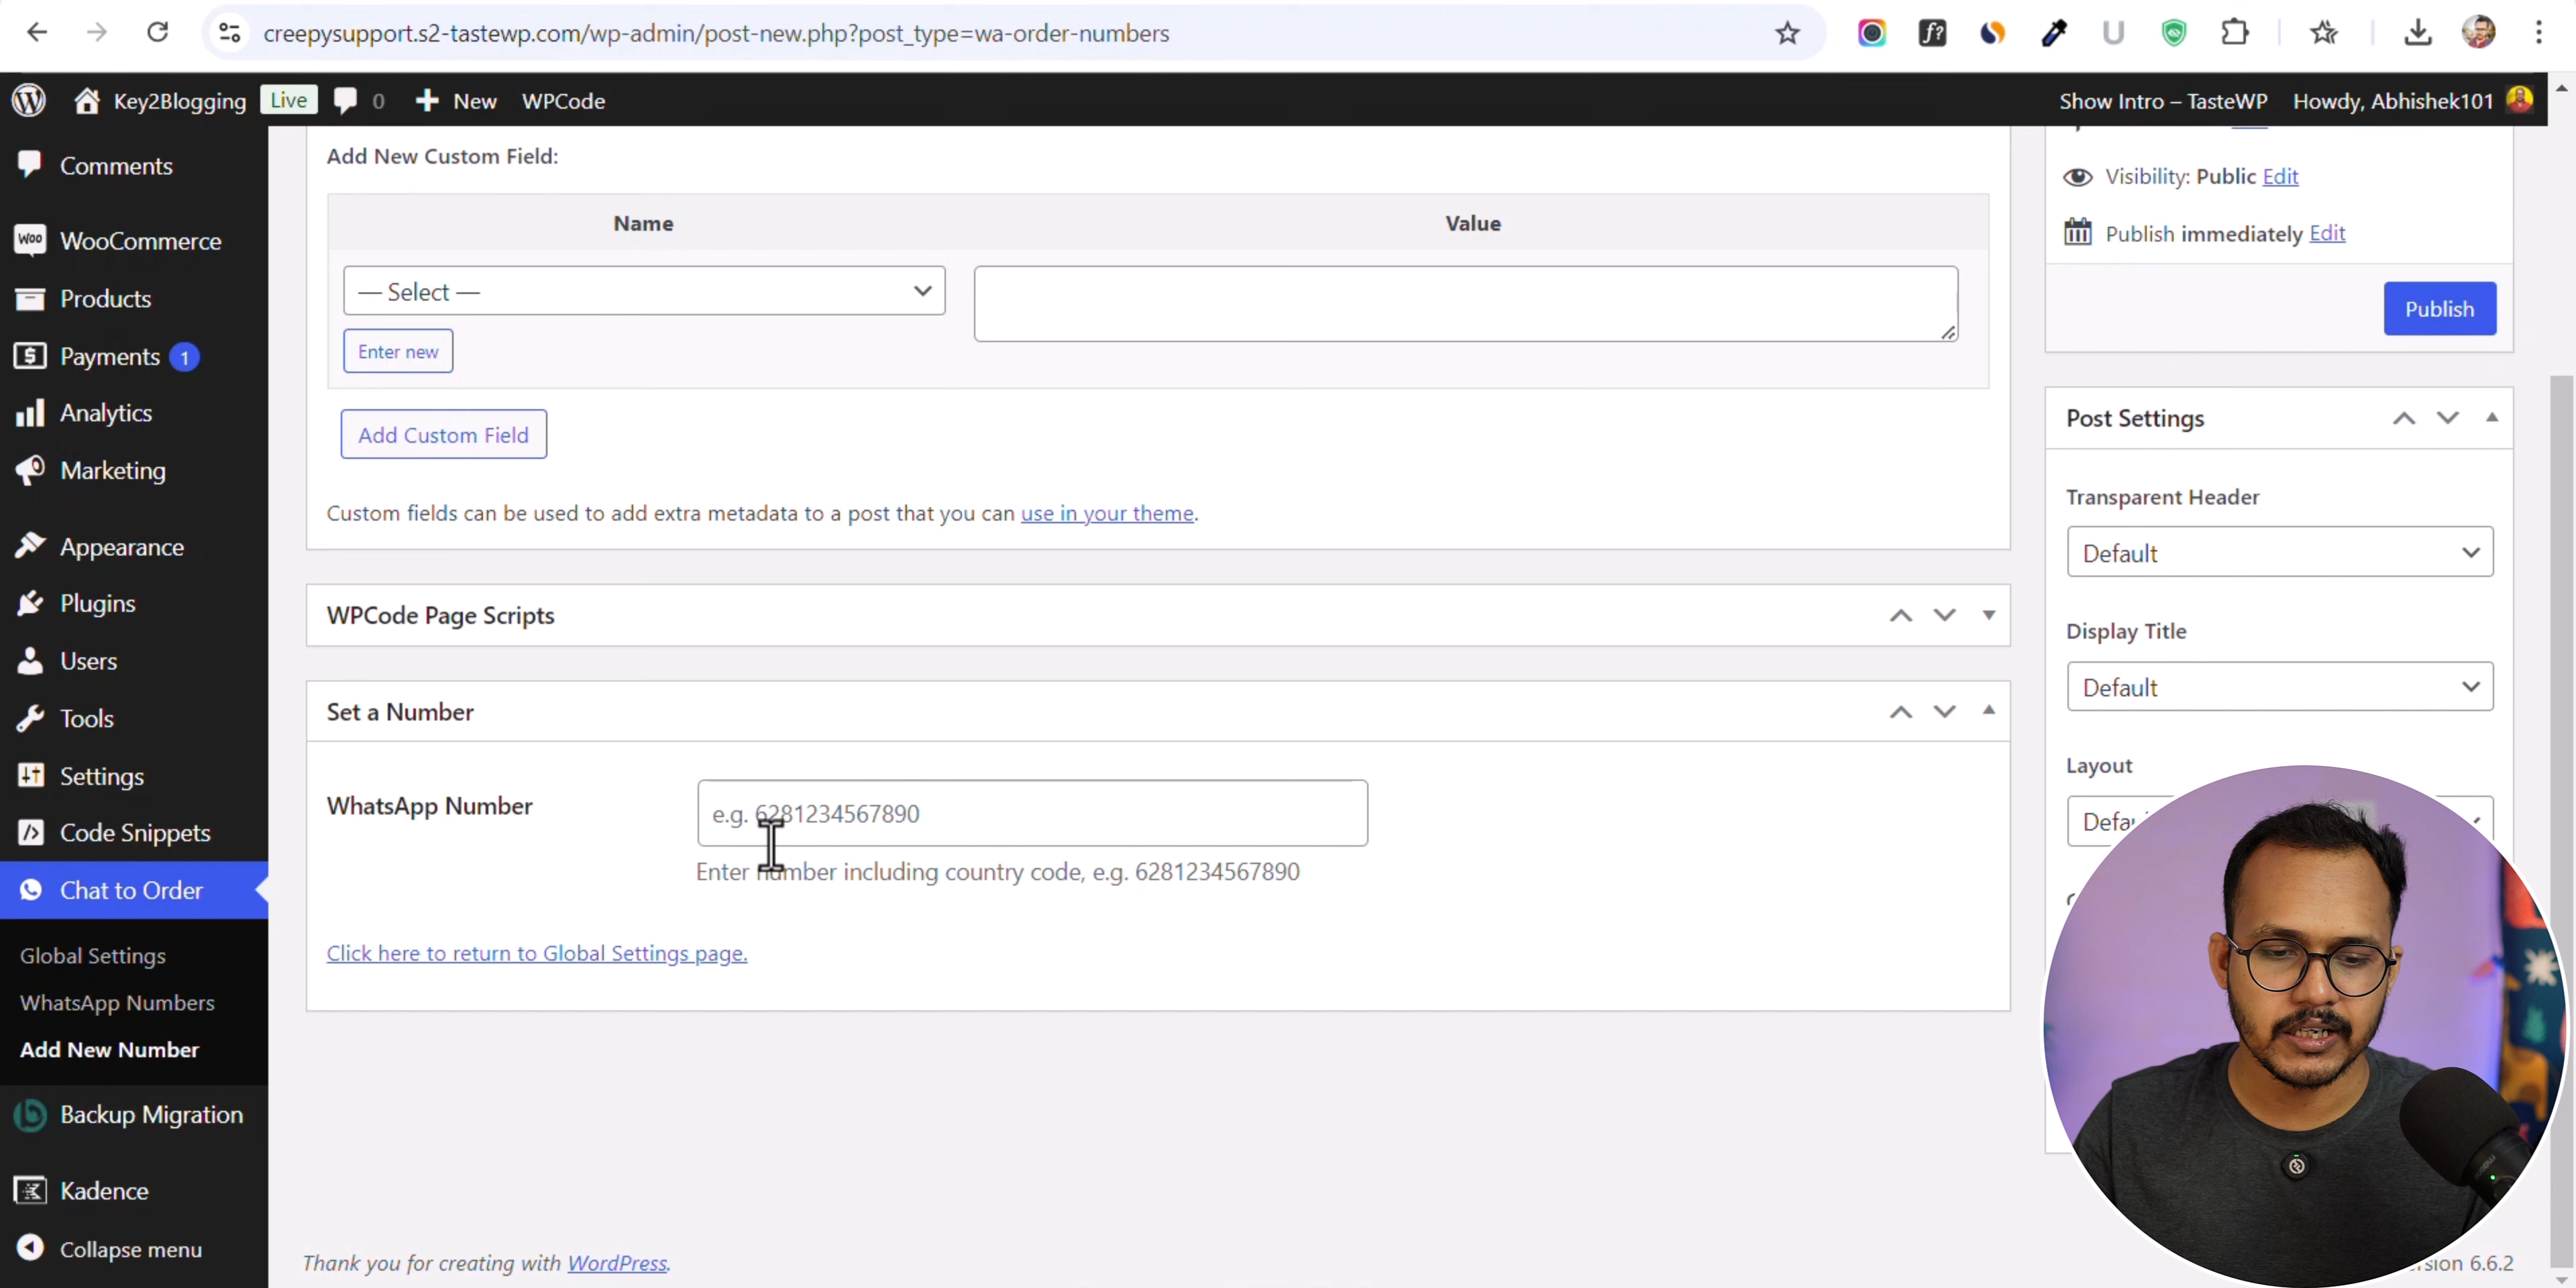 creepysupport.s2-tastewp.com/wp-admin/post-new.php?post_type=wa-order-numbers
Key2Blogging Live 0 New WPCode Show Intro – TasteWP Howdy, Abhishek101
Comments
WooCommerce
Products
Payments 1
Analytics
Marketing
Appearance
Plugins
Users
Tools
Settings
Code Snippets
Chat to Order
Global Settings
WhatsApp Numbers
Add New Number
Backup Migration
Kadence
Collapse menu
Add New Custom Field:
Name Value
— Select —
Enter new
Add Custom Field
Custom fields can be used to add extra metadata to a post that you can use in your theme.
WPCode Page Scripts
Set a Number
WhatsApp Number
e.g. 6281234567890
Enter number including country code, e.g. 6281234567890
Click here to return to Global Settings page.
Thank you for creating with WordPress.
Visibility: Public Edit
Publish immediately Edit
Publish
Post Settings
Transparent Header
Default
Display Title
Default
Layout
6.6.2